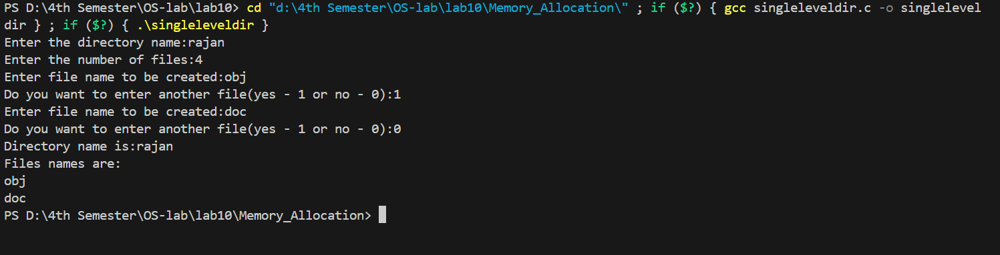 PS D:\4th Semester\OS-lab\lab10> cd "d:\4th Semester\OS-lab\lab10\Memory_Allocation\" ; if ($?) { gcc singleleveldir.c -o singlelevel
dir } ; if ($?) { .\singleleveldir }
Enter the directory name:rajan
Enter the number of files:4
Enter file name to be created:obj
Do you want to enter another file(yes - 1 or no - 0):1
Enter file name to be created:doc
Do you want to enter another file(yes - 1 or no - 0):0
Directory name is:rajan
Files names are:
obj
doc
PS D:\4th Semester\OS-lab\lab10\Memory_Allocation>